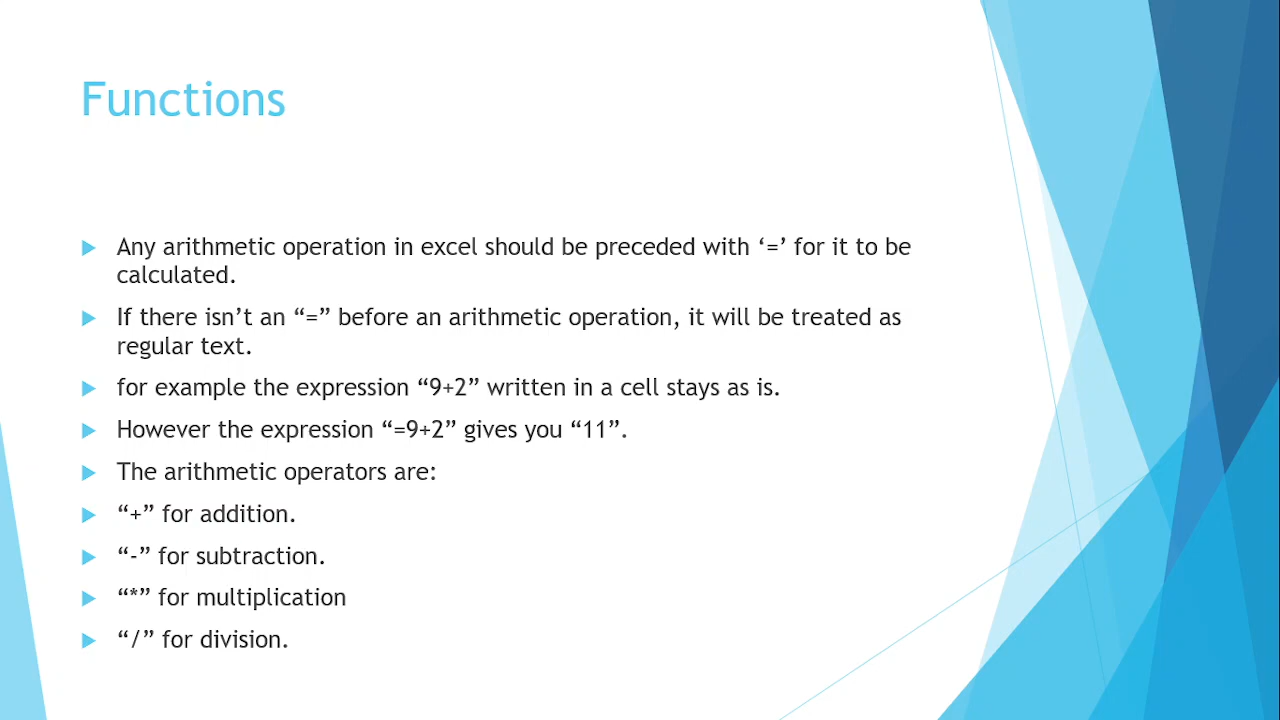 Functions
Any arithmetic operation in excel should be preceded with ‘=’ for it to be
calculated.
If there isn’t an “=” before an arithmetic operation, it will be treated as
regular text.
for example the expression “9+2” written in a cell stays as is.
However the expression “=9+2” gives you “11”.
The arithmetic operators are:
“+” for addition.
“-” for subtraction.
“*” for multiplication
“/” for division.